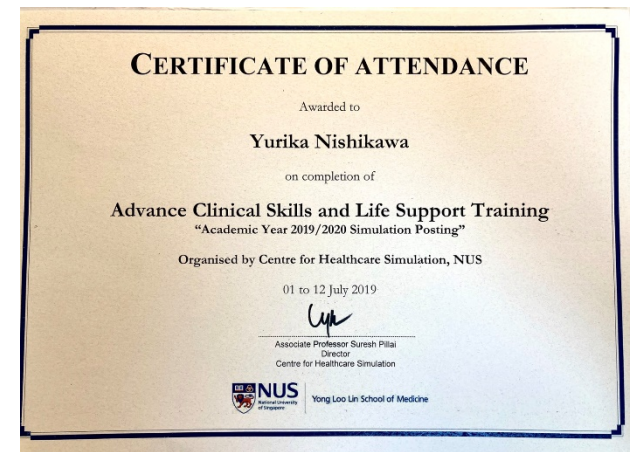 CERTIFICATE OF ATTENDANCE
Awarded to
Yurika Nishikawa
on completion of
Advance Clinical Skills and Life Support Training
“Academic Year 2019/2020 Simulation Posting”
Organised by Centre for Healthcare Simulation, NUS
01 to 12 July 2019
Associate Professor Suresh Pillai
Director
Centre for Healthcare Simulation
NUS
National University
of Singapore
Yong Loo Lin School of Medicine